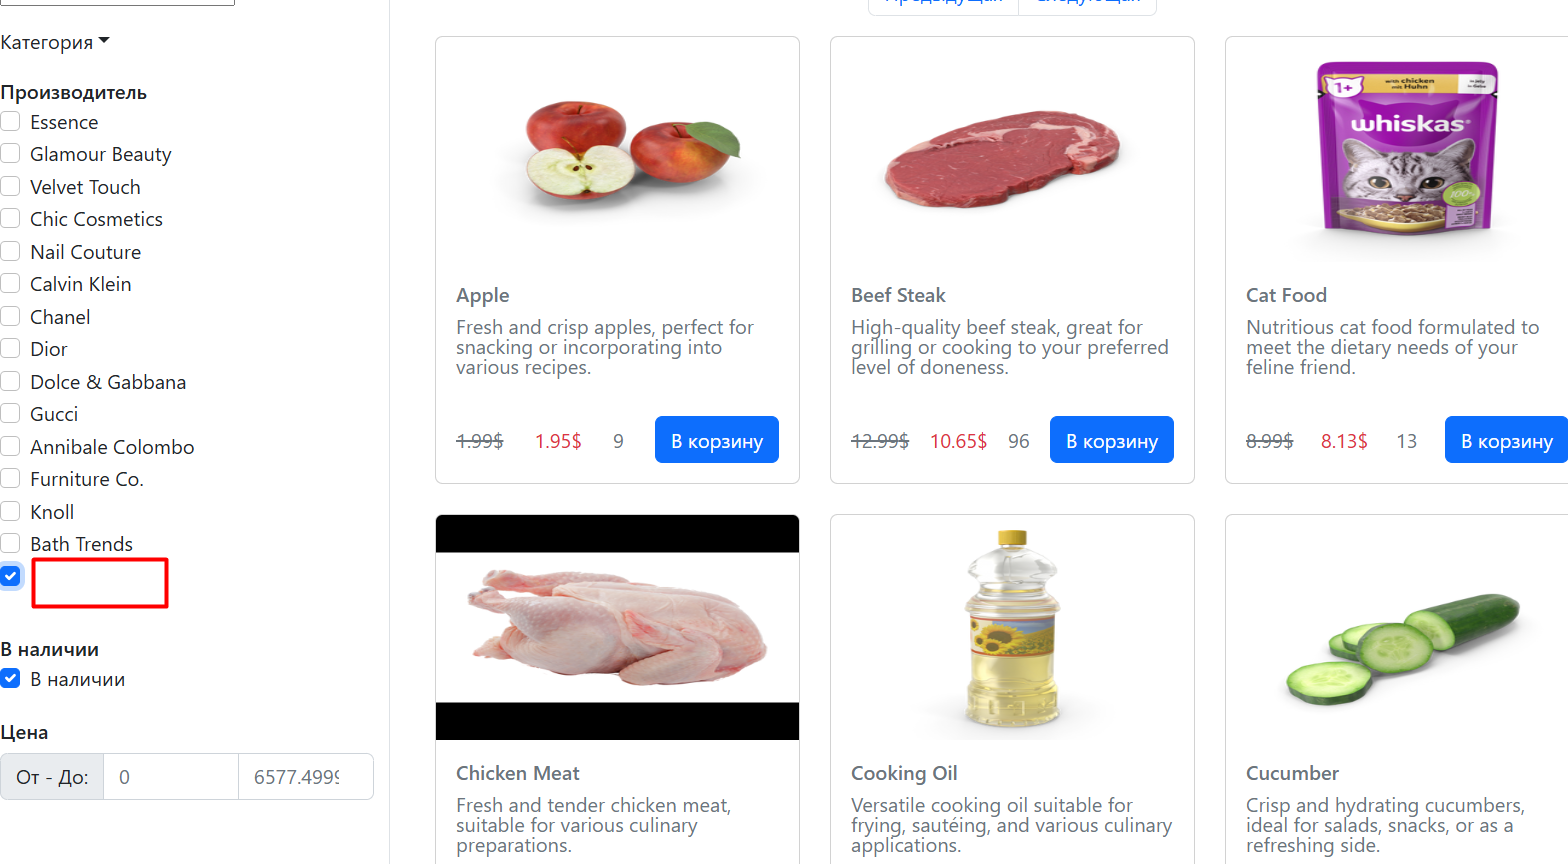 Предыдущая Следующая
Категория
Производитель
Essence
Glamour Beauty
Velvet Touch
Chic Cosmetics
Nail Couture
Calvin Klein
Chanel
Dior
Dolce & Gabbana
Gucci
Annibale Colombo
Furniture Co.
Knoll
Bath Trends
В наличии
В наличии
Цена
От - До: 0 6577.499
Apple
Fresh and crisp apples, perfect for
snacking or incorporating into
various recipes.
1.99$ 1.95$ 9 В корзину
Beef Steak
High-quality beef steak, great for
grilling or cooking to your preferred
level of doneness.
12.99$ 10.65$ 96 В корзину
1+
with chicken
mit Huhn
whiskas
100%
Cat Food
Nutritious cat food formulated to
meet the dietary needs of your
feline friend.
8.99$ 8.13$ 13 В корзину
Chicken Meat
Fresh and tender chicken meat,
suitable for various culinary
preparations.
Cooking Oil
Versatile cooking oil suitable for
frying, sautéing, and various culinary
applications.
Cucumber
Crisp and hydrating cucumbers,
ideal for salads, snacks, or as a
refreshing side.